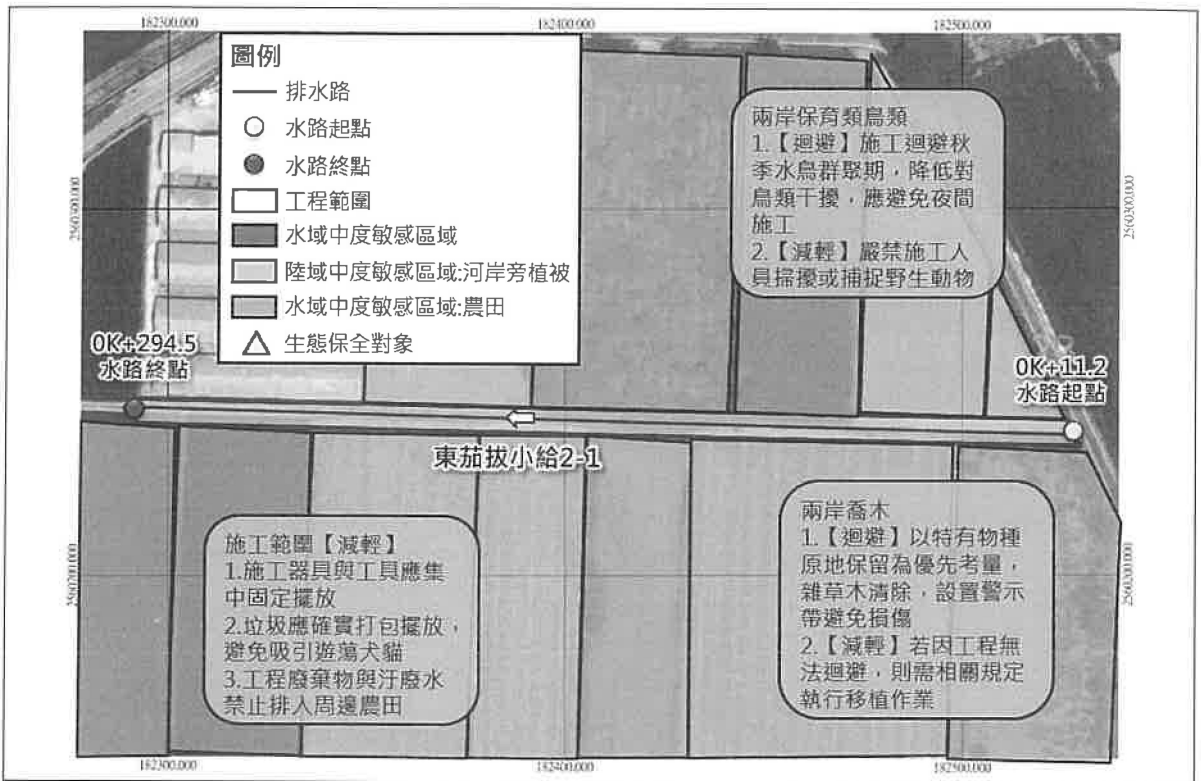 182300.000
182400.000
182500.000
圖例
排水路
水路起點
水路終點
工程範圍
水域中度敏感區域
陸域中度敏感區域:河岸旁植被
水域中度敏感區域:農田
生態保全對象
兩岸保育類鳥類
1.【迴避】施工迴避秋
季水鳥群聚期，降低對
鳥類干擾，應避免夜間
施工
2.【減輕】嚴禁施工人
員掃擾或捕捉野生動物
2560300.000
2560300.000
0K+294.5
水路終點
0K+11.2
水路起點
東茄拔小給2-1
施工範圍【減輕】
1.施工器具與工具應集
中固定擺放
2.垃圾應確實打包擺放，
避免吸引遊蕩犬貓
3.工程廢棄物與汙廢水
禁止排入周邊農田
兩岸喬木
1.【迴避】以特有物種
原地保留為優先考量，
雜草木清除，設置警示
帶避免損傷
2.【減輕】若因工程無
法迴避，則需相關規定
執行移植作業
2560200.000
2560200.000
182300.000
182400.000
182500.000